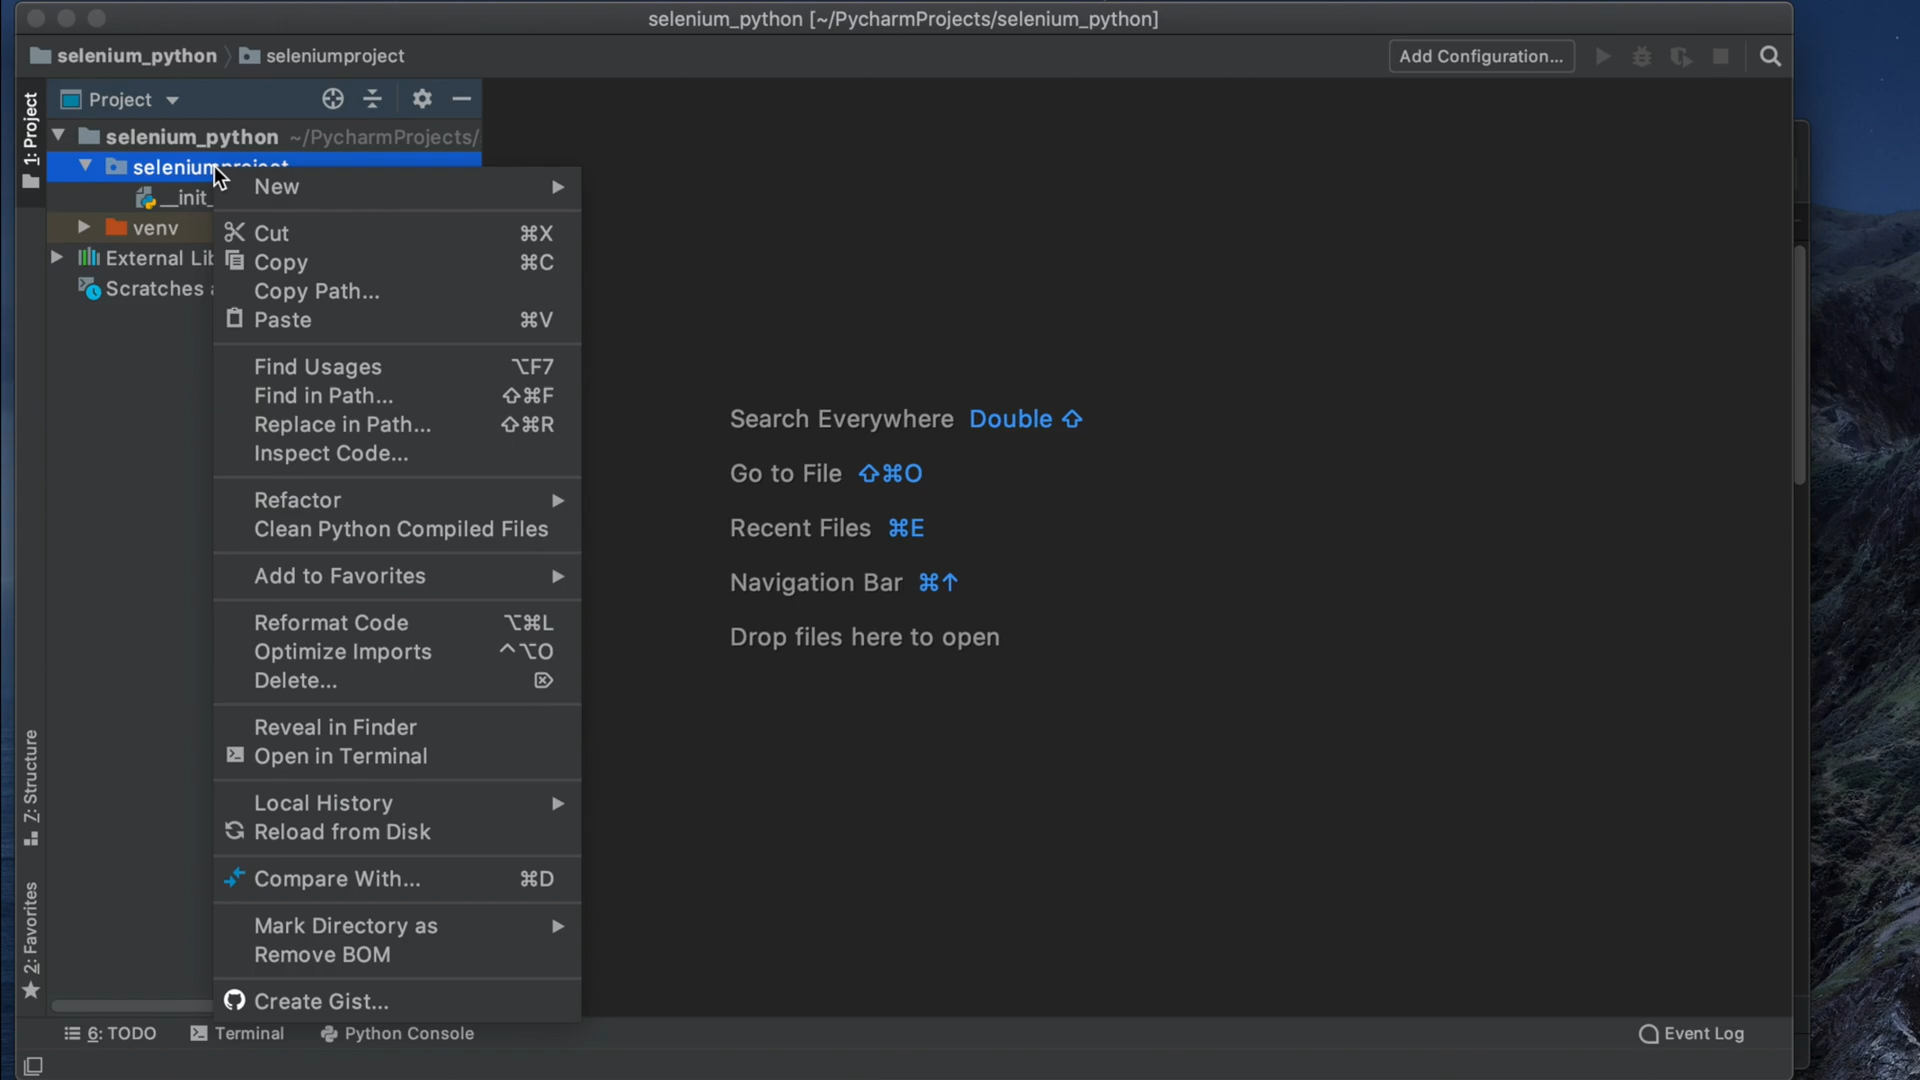 selenium_python [~/PycharmProjects/selenium_python]
selenium_python
seleniumproject
Add Configuration...
1: Project
Project
selenium_python ~/PycharmProjects/
seleniumproject
__init_
venv
External Lib
Scratches a
New
Cut ⌘X
Copy ⌘C
Copy Path...
Paste ⌘V
Find Usages ⌥F7
Find in Path... ⇧⌘F
Replace in Path... ⇧⌘R
Inspect Code...
Refactor
Clean Python Compiled Files
Add to Favorites
Reformat Code ⌥⌘L
Optimize Imports ^⌥O
Delete... ⌦
Reveal in Finder
Open in Terminal
Local History
Reload from Disk
Compare With... ⌘D
Mark Directory as
Remove BOM
Create Gist...
Search Everywhere Double ⇧
Go to File ⇧⌘O
Recent Files ⌘E
Navigation Bar ⌘↑
Drop files here to open
Z: Structure
2: Favorites
6: TODO
Terminal
Python Console
Event Log